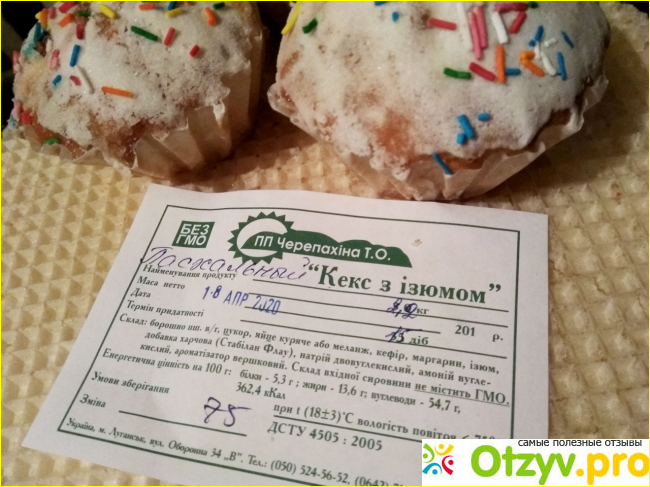 БЕЗ
ГМО
ПП Черепахіна Т.О.
Пасхальный
Найменування продукту "Кекс з ізюмом"
Маса нетто кг
Дата 18 АПР 2020 201 р.
Термін придатності 15 діб
Склад: борошно пш. в/г, цукор, яйце куряче або меланж, кефір, маргарин, ізюм,
добавка харчова (Стабілан Флау), натрій двовуглекислий, амоній вугле-
кислий, ароматізатор вершковий. Склад вхідної сировини не містить ГМО.
Енергетична цінність на 100 г: білки - 5,3 г; жири - 13,6 г; вуглеводи - 54,7 г,
362,4 кКал
Умови зберігання при t (18±3)°С вологість повітря
Зміна 75 ДСТУ 4505 : 2005
Україна, м. Луганськ, вул. Оборонна 34 „В". Тел.: (050) 524-56-52,
самые полезные отзывы
Otzyv.pro